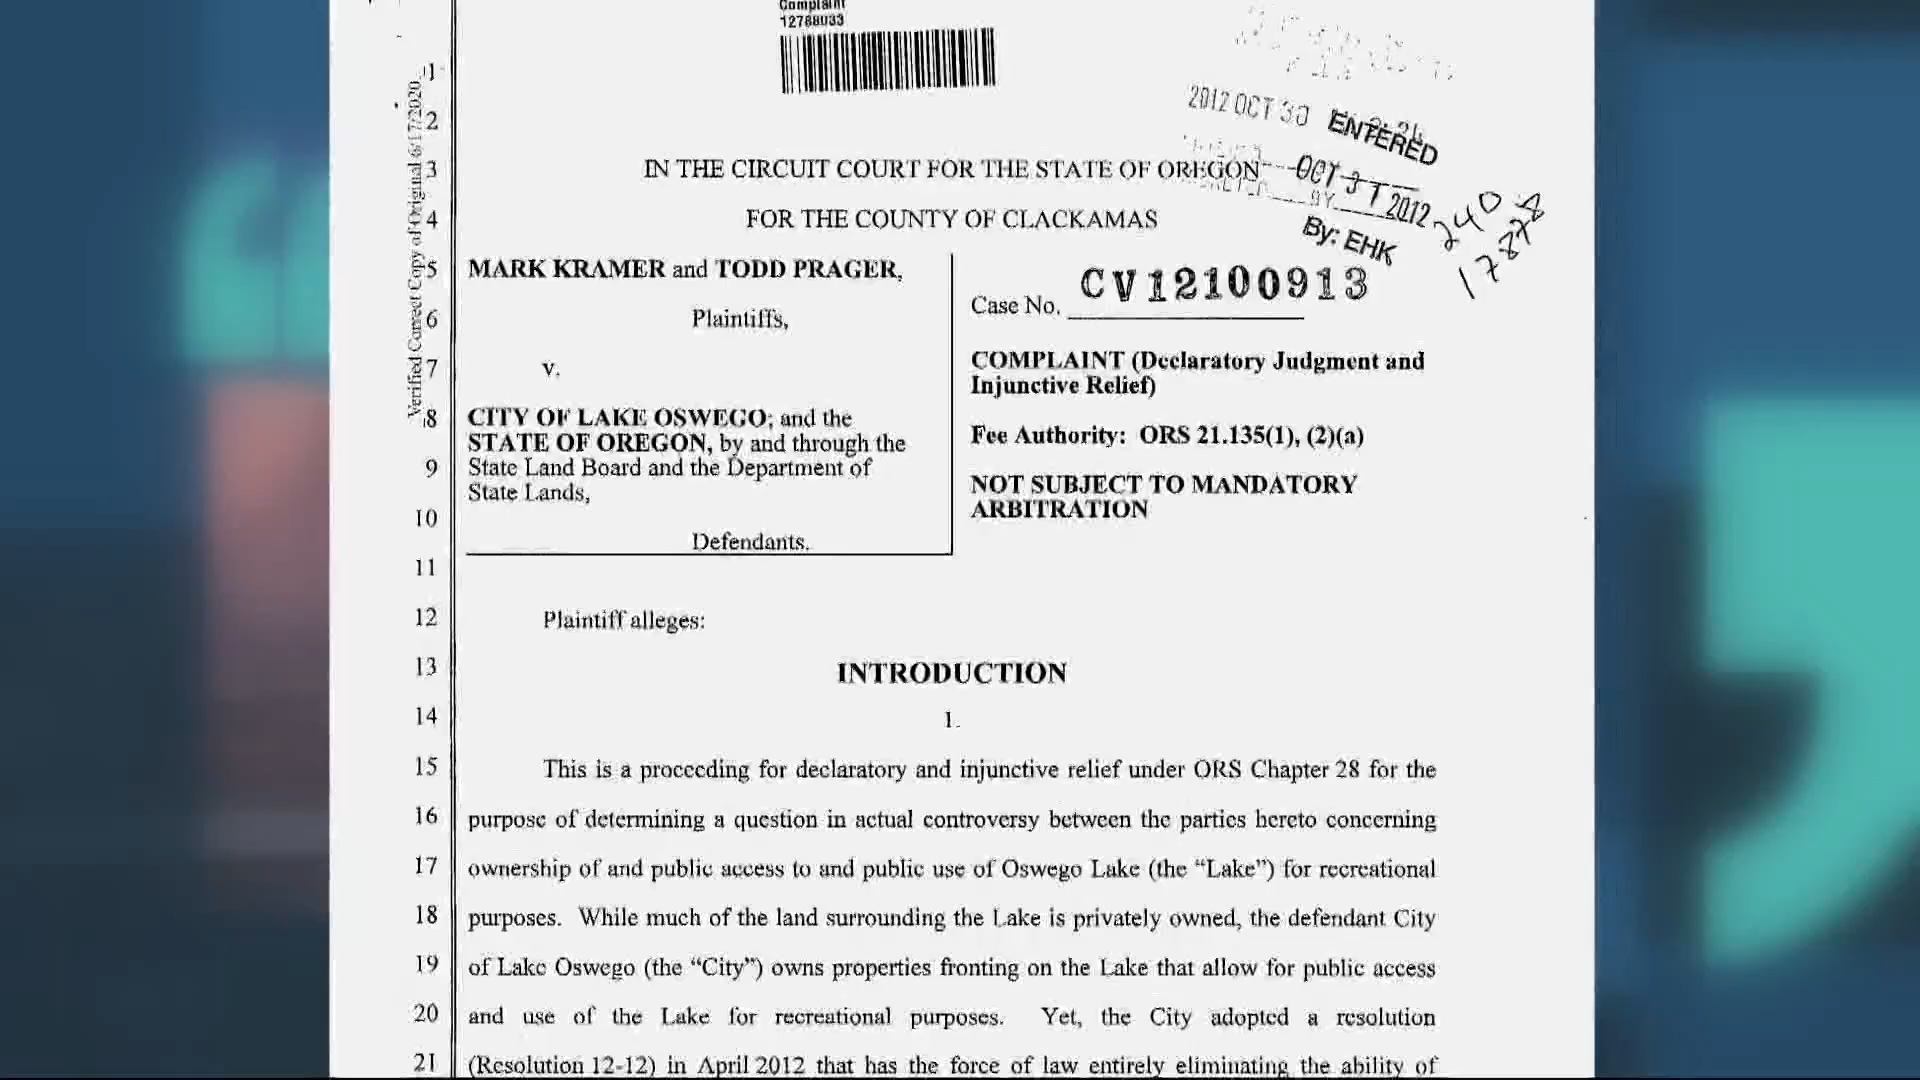 Complaint
12788033
2012 OCT 30
ENTERED
OCT 31 2012
BY
By: EHK
2404
17878
Verified Correct Copy of Original 6/17/2020
1
2
3 IN THE CIRCUIT COURT FOR THE STATE OF OREGON
4 FOR THE COUNTY OF CLACKAMAS
5 MARK KRAMER and TODD PRAGER,
6 Plaintiffs,
7 v.
8 CITY OF LAKE OSWEGO; and the
STATE OF OREGON, by and through the
9 State Land Board and the Department of
State Lands,
10
Defendants.
11
Case No. CV12100913
COMPLAINT (Declaratory Judgment and
Injunctive Relief)
Fee Authority: ORS 21.135(1), (2)(a)
NOT SUBJECT TO MANDATORY
ARBITRATION
12 Plaintiff alleges:
13 INTRODUCTION
14 1.
15 This is a proceeding for declaratory and injunctive relief under ORS Chapter 28 for the
16 purpose of determining a question in actual controversy between the parties hereto concerning
17 ownership of and public access to and public use of Oswego Lake (the “Lake”) for recreational
18 purposes. While much of the land surrounding the Lake is privately owned, the defendant City
19 of Lake Oswego (the “City”) owns properties fronting on the Lake that allow for public access
20 and use of the Lake for recreational purposes. Yet, the City adopted a resolution
21 (Resolution 12-12) in April 2012 that has the force of law entirely eliminating the ability of